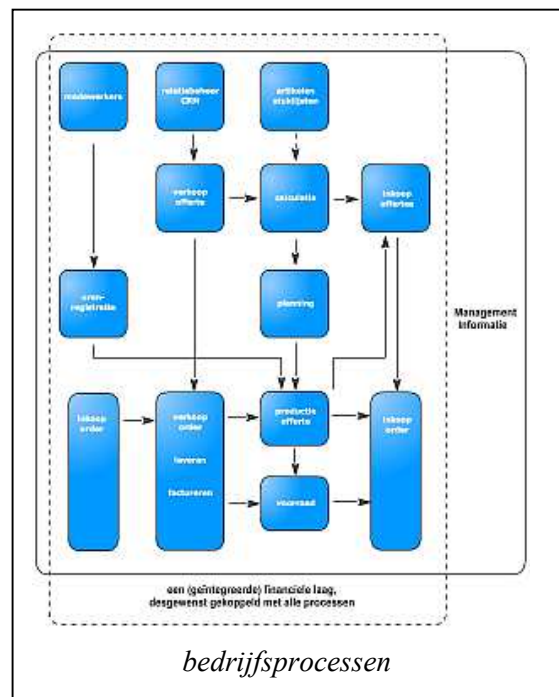 medewerkers
relatiebeheer
CRM
artikelen
stuklijsten
verkoop
offerte
calculatie
inkoop
offertes
uren-
registratie
planning
Management
Informatie
inkoop
order
verkoop
order
leveren
factureren
productie
offerte
voorraad
inkoop
order
een (geïntegreerde) financiele laag,
desgewenst gekoppeld met alle processen
bedrijfsprocessen